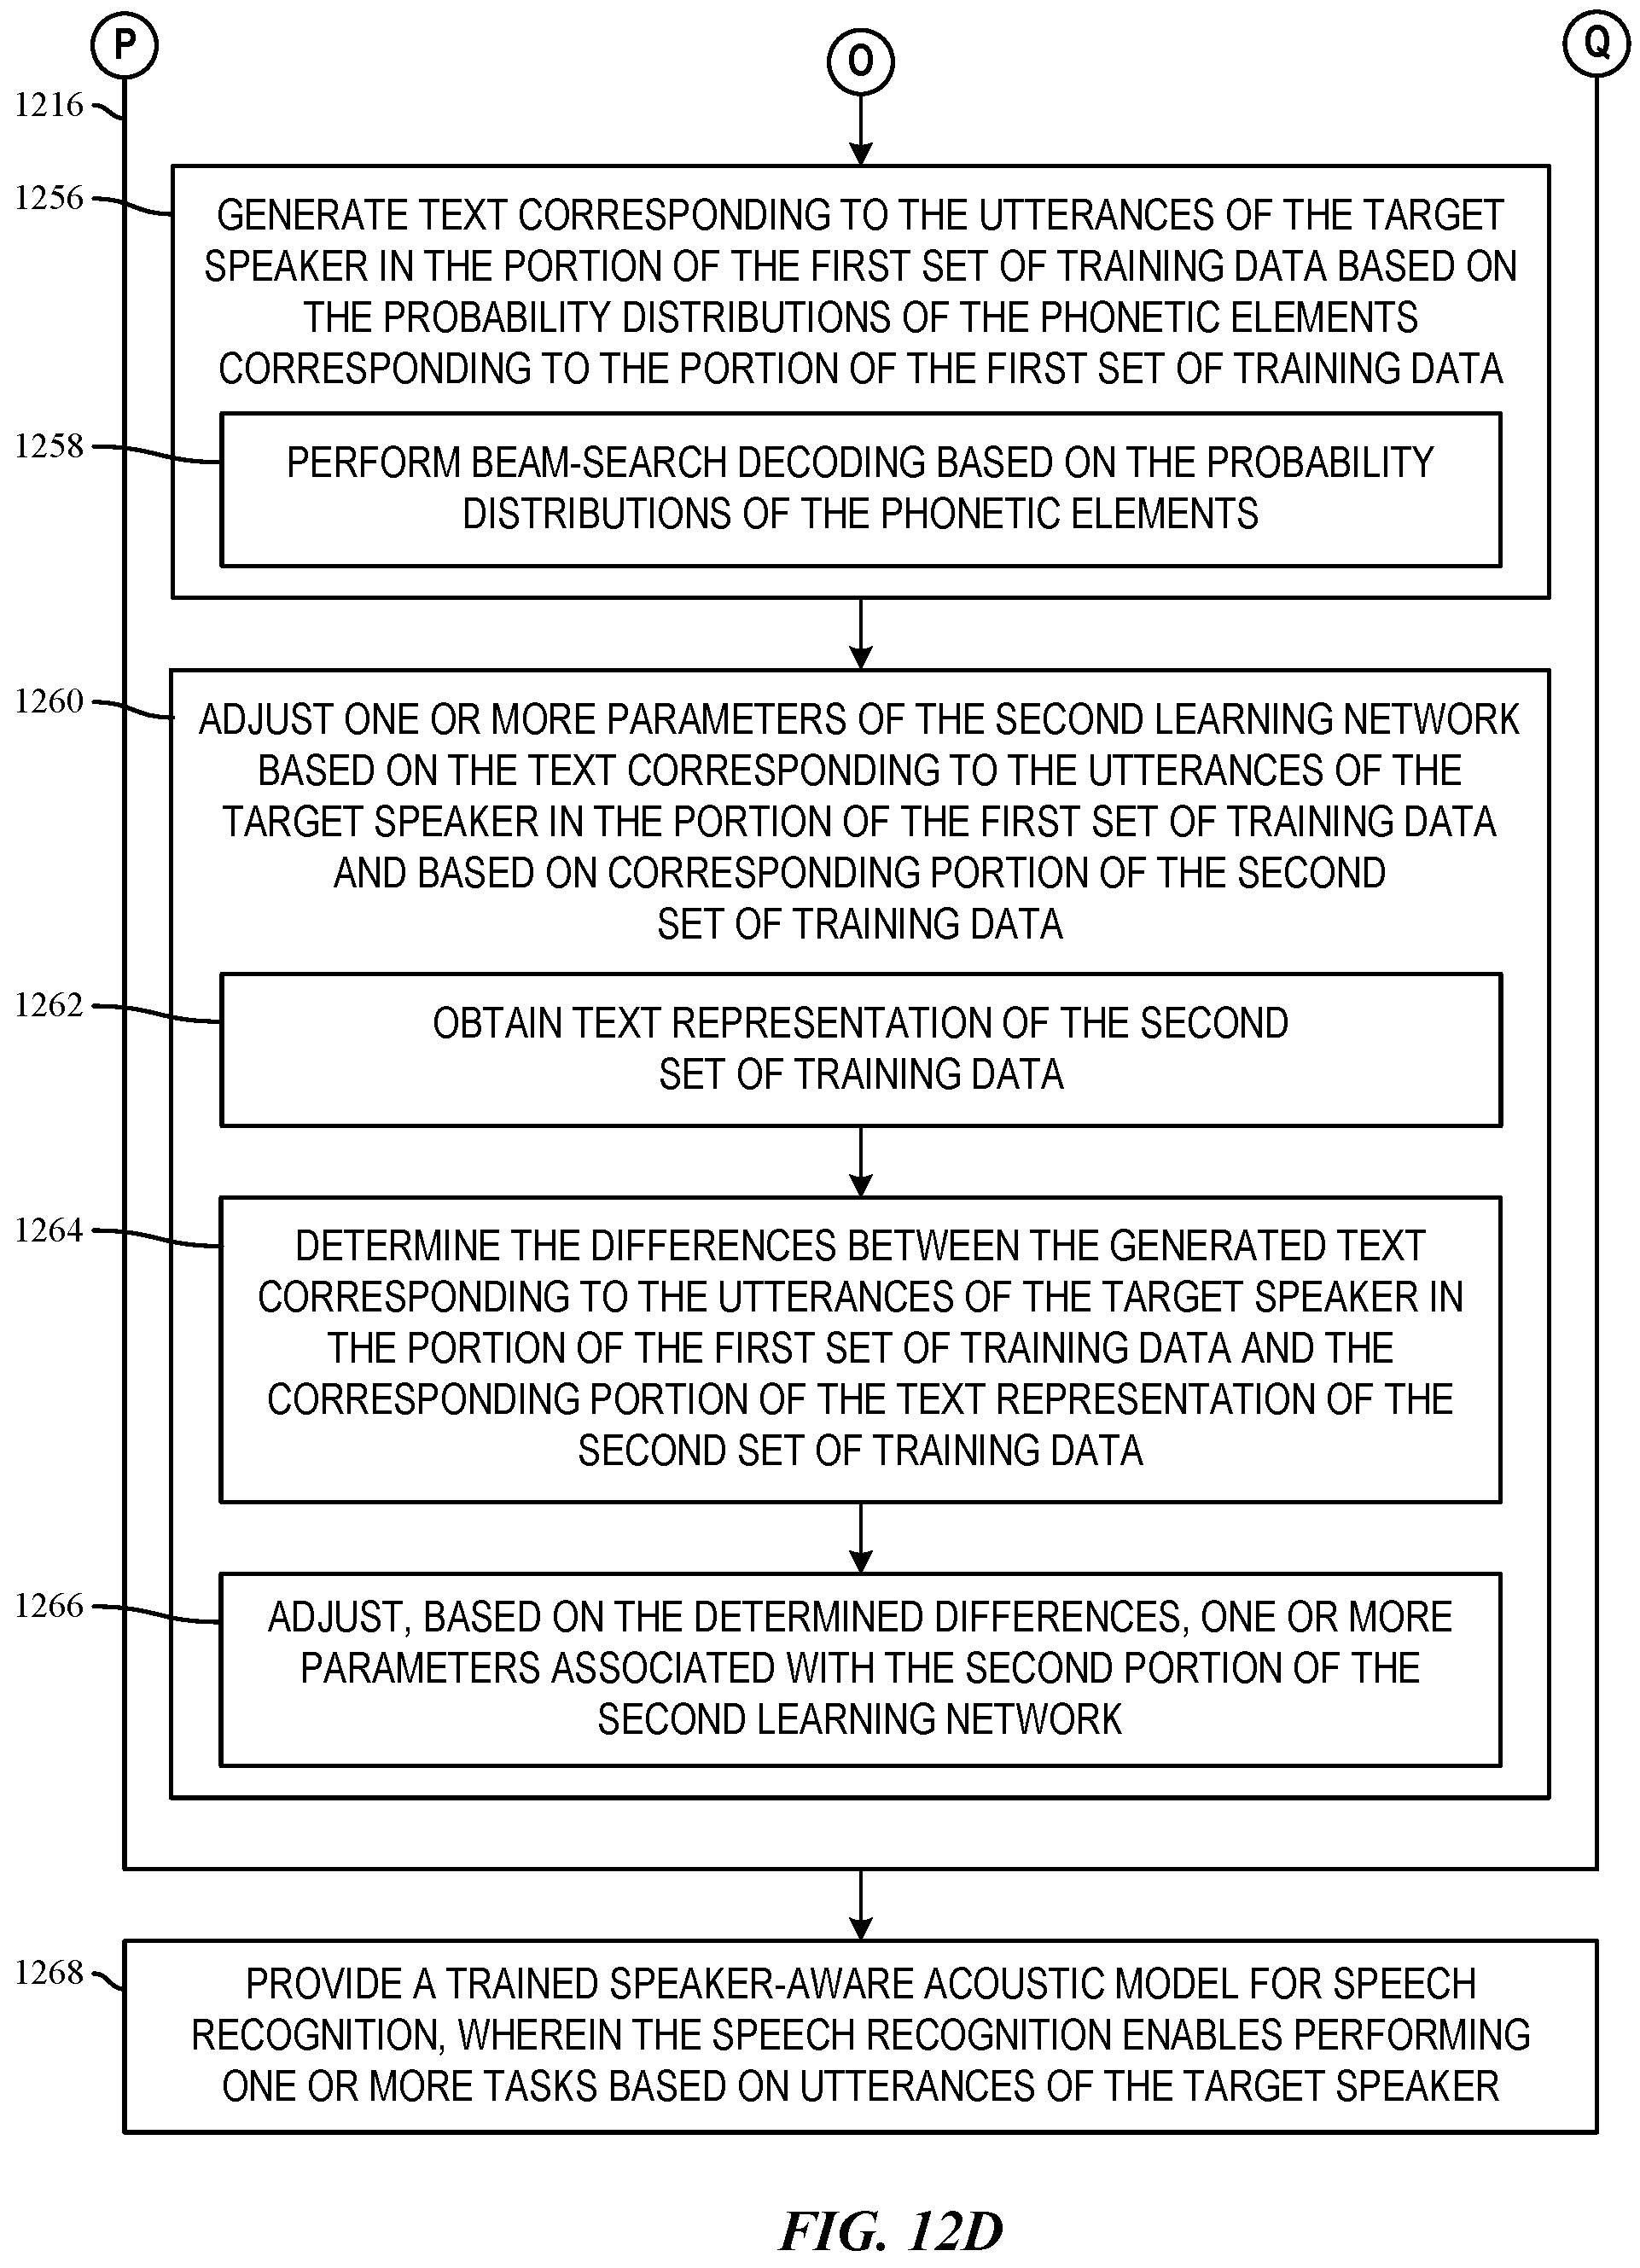 P
O
Q
1216
1256
GENERATE TEXT CORRESPONDING TO THE UTTERANCES OF THE TARGET
SPEAKER IN THE PORTION OF THE FIRST SET OF TRAINING DATA BASED ON
THE PROBABILITY DISTRIBUTIONS OF THE PHONETIC ELEMENTS
CORRESPONDING TO THE PORTION OF THE FIRST SET OF TRAINING DATA
1258
PERFORM BEAM-SEARCH DECODING BASED ON THE PROBABILITY
DISTRIBUTIONS OF THE PHONETIC ELEMENTS
1260
ADJUST ONE OR MORE PARAMETERS OF THE SECOND LEARNING NETWORK
BASED ON THE TEXT CORRESPONDING TO THE UTTERANCES OF THE
TARGET SPEAKER IN THE PORTION OF THE FIRST SET OF TRAINING DATA
AND BASED ON CORRESPONDING PORTION OF THE SECOND
SET OF TRAINING DATA
1262
OBTAIN TEXT REPRESENTATION OF THE SECOND
SET OF TRAINING DATA
1264
DETERMINE THE DIFFERENCES BETWEEN THE GENERATED TEXT
CORRESPONDING TO THE UTTERANCES OF THE TARGET SPEAKER IN
THE PORTION OF THE FIRST SET OF TRAINING DATA AND THE
CORRESPONDING PORTION OF THE TEXT REPRESENTATION OF THE
SECOND SET OF TRAINING DATA
1266
ADJUST, BASED ON THE DETERMINED DIFFERENCES, ONE OR MORE
PARAMETERS ASSOCIATED WITH THE SECOND PORTION OF THE
SECOND LEARNING NETWORK
1268
PROVIDE A TRAINED SPEAKER-AWARE ACOUSTIC MODEL FOR SPEECH
RECOGNITION, WHEREIN THE SPEECH RECOGNITION ENABLES PERFORMING
ONE OR MORE TASKS BASED ON UTTERANCES OF THE TARGET SPEAKER
FIG. 12D